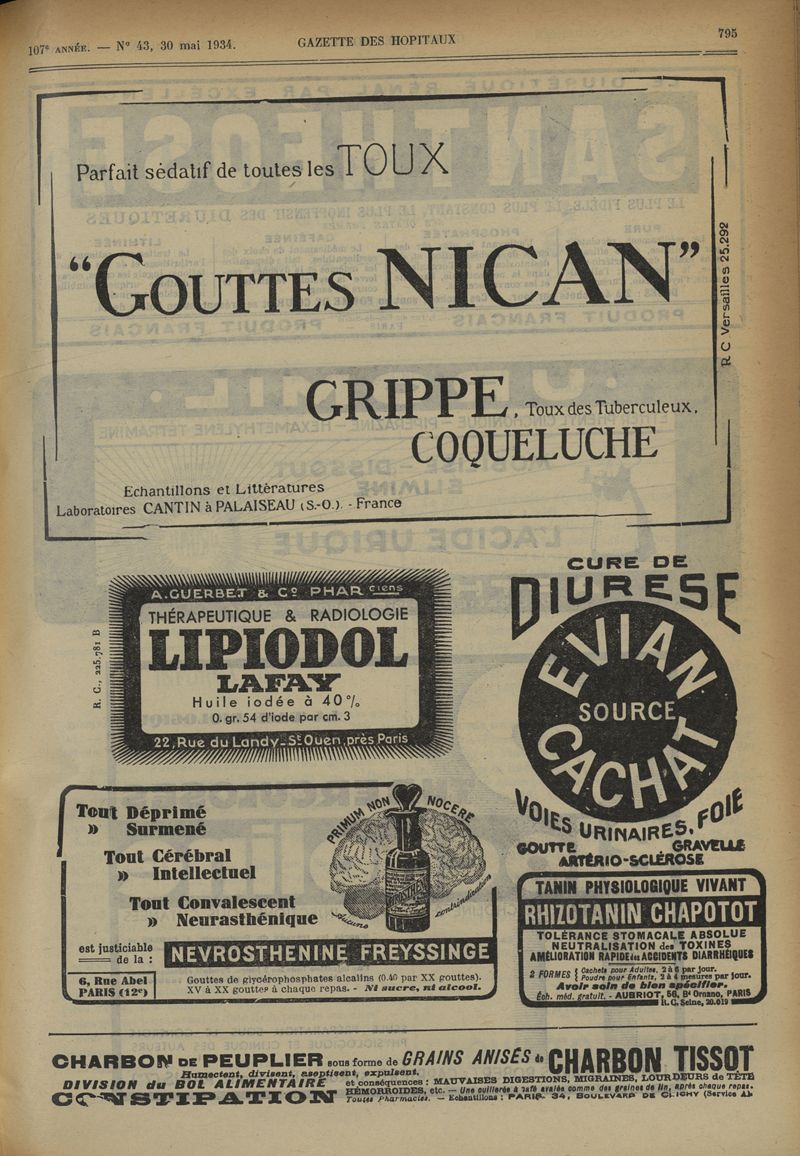 107e ANNÉE. — N° 43, 30 mai 1934.
GAZETTE DES HOPITAUX
795
Parfait sédatif de toutes les TOUX
"GOUTTES NICAN"
GRIPPE, Toux des Tuberculeux,
COQUELUCHE
Echantillons et Littératures
Laboratoires CANTIN à PALAISEAU (S.-O.). - France
R C Versailles 25.292
R. C., 225.781 B
A. GUERBET & Co PHARciens
THÉRAPEUTIQUE & RADIOLOGIE
LIPIODOL
LAFAY
Huile iodée à 40 %
0. gr. 54 d'iode par cm. 3
22, Rue du Landy - St Ouen, près Paris
CURE DE
DIURESE
EVIAN
SOURCE
CACHAT
VOIES URINAIRES, FOIE
GOUTTE GRAVELLE
ARTÉRIO-SCLÉROSE
Tout Déprimé
» Surmené
Tout Cérébral
» Intellectuel
Tout Convalescent
» Neurasthénique
PRIMUM NON NOCERE
Aucune contrindication
est justiciable
de la :
NEVROSTHENINE FREYSSINGE
6, Rue Abel
PARIS (12e)
Gouttes de glycérophosphates alcalins (0.40 par XX gouttes).
XV à XX gouttes à chaque repas. - Ni sucre, ni alcool.
TANIN PHYSIOLOGIQUE VIVANT
RHIZOTANIN CHAPOTOT
TOLÉRANCE STOMACALE ABSOLUE
NEUTRALISATION des TOXINES
AMÉLIORATION RAPIDE des ACCIDENTS DIARRHÉIQUES
2 FORMES { Cachets pour Adultes, 2 à 6 par jour.
Poudre pour Enfants, 2 à 4 mesures par jour.
Avoir soin de bien spécifier.
Éch. méd. gratuit. - AUBRIOT, 56, Bd Ornano, PARIS
R. C. Seine, 20.019
CHARBON DE PEUPLIER sous forme de GRAINS ANISÉS de CHARBON TISSOT
Humectent, divisent, aseptisent, expulsent.
DIVISION du BOL ALIMENTAIRE et conséquences : MAUVAISES DIGESTIONS, MIGRAINES, LOURDEURS de TÊTE
CONSTIPATION HÉMORROIDES, etc. — Une cuillerée à café avalée comme des graines de lin, après chaque repas.
Toutes Pharmacies. — Echantillons : PARIS, 34, BOULEVARD DE CLICHY (Service A